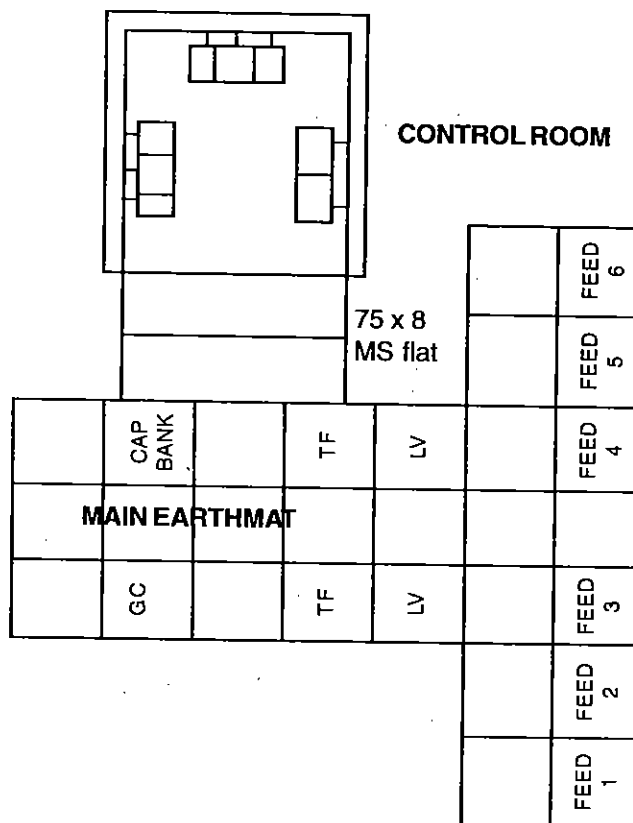 CONTROL ROOM
FEED
6
75 x 8
MS flat
FEED
5
CAP
BANK
TF
LV
FEED
4
MAIN EARTHMAT
GC
TF
LV
FEED
3
FEED
2
FEED
1